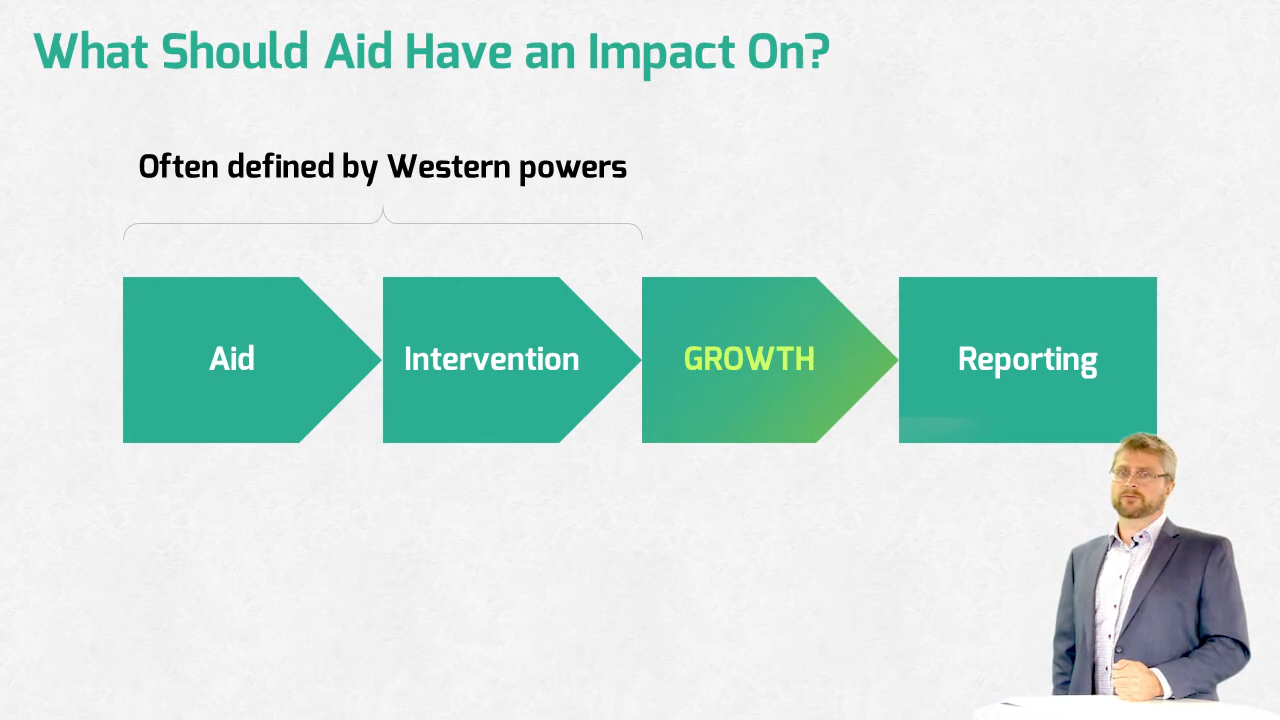 What Should Aid Have an Impact On?
Often defined by Western powers
Aid
Intervention
GROWTH
Reporting